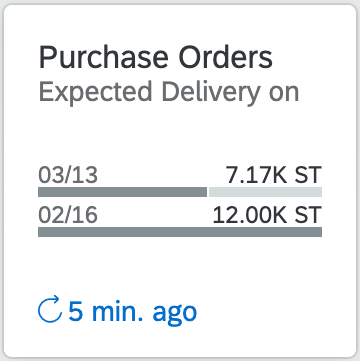 Purchase Orders
Expected Delivery on
03/13 7.17K ST
02/16 12.00K ST
5 min. ago